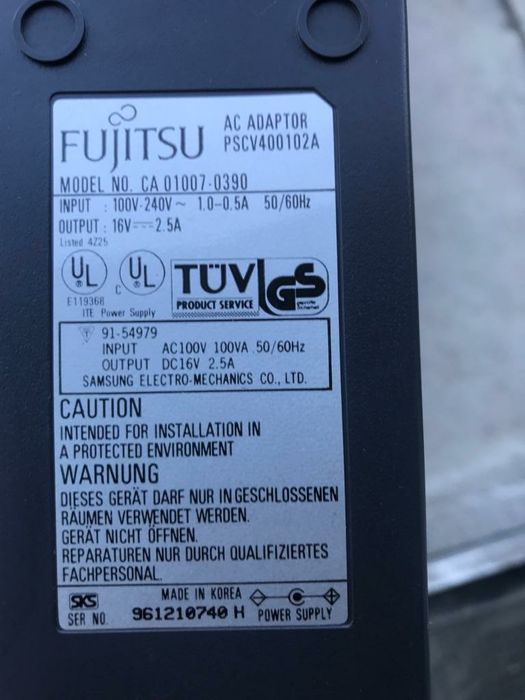 FUJITSU
AC ADAPTOR
PSCV400102A
MODEL NO. CA 01007-0390
INPUT : 100V-240V~ 1.0-0.5A 50/60Hz
OUTPUT : 16V⎓2.5A
Listed 4Z25
UL ®
C UL ®
TÜV
PRODUCT SERVICE
GS
geprüfte
Sicherheit
E119368
ITE Power Supply
91-54979
INPUT AC100V 100VA 50/60Hz
OUTPUT DC16V 2.5A
SAMSUNG ELECTRO-MECHANICS CO., LTD.
CAUTION
INTENDED FOR INSTALLATION IN
A PROTECTED ENVIRONMENT
WARNUNG
DIESES GERÄT DARF NUR IN GESCHLOSSENEN
RÄUMEN VERWENDET WERDEN.
GERÄT NICHT ÖFFNEN.
REPARATUREN NUR DURCH QUALIFIZIERTES
FACHPERSONAL.
SKS
MADE IN KOREA
SER NO. 961210740 H POWER SUPPLY